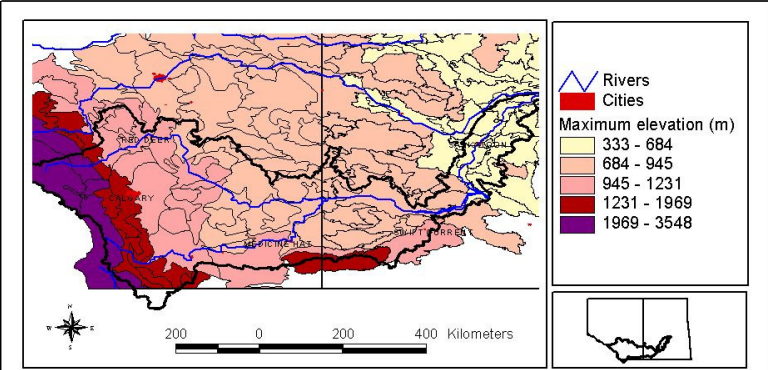 RED DEER
SASKATOON
CALGARY
MEDICINE HAT
SWIFT CURRENT
N
W E
S
200 0 200 400 Kilometers
Rivers
Cities
Maximum elevation (m)
333 - 684
684 - 945
945 - 1231
1231 - 1969
1969 - 3548